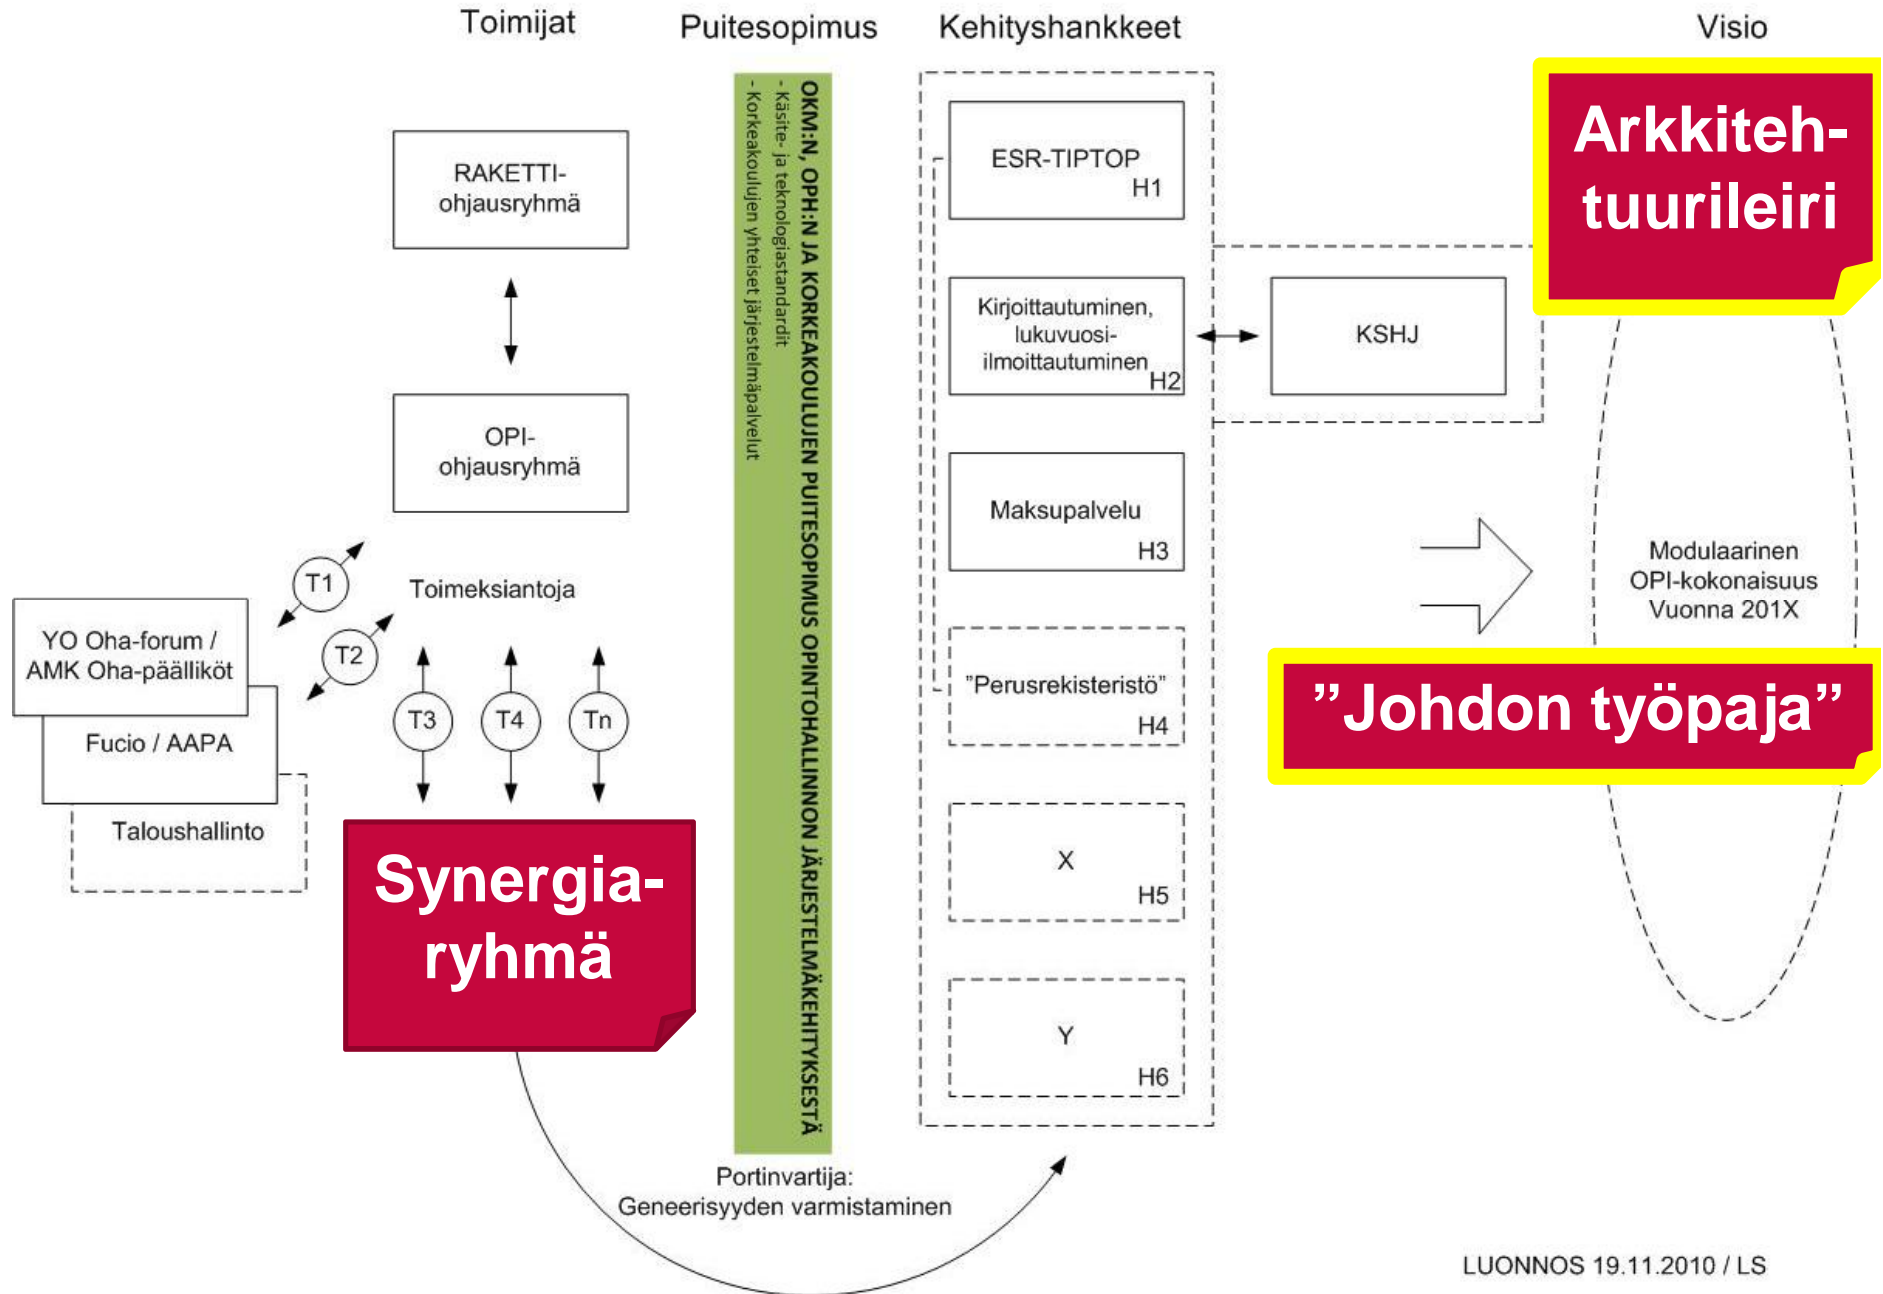 Toimijat
Puitesopimus
Kehityshankkeet
Visio
RAKETTI-
ohjausryhmä
OPI-
ohjausryhmä
T1
Toimeksiantoja
T2
YO Oha-forum /
AMK Oha-päälliköt
Fucio / AAPA
Taloushallinto
T3
T4
Tn
Synergia-
ryhmä
OKM:N, OPH:N JA KORKEAKOULUJEN PUITESOPIMUS OPINTOHALLINNON JÄRJESTELMÄKEHITYKSESTÄ
- Käsite- ja teknologiastandardit
- Korkeakoulujen yhteiset järjestelmäpalvelut
Portinvartija:
Geneerisyyden varmistaminen
ESR-TIPTOP
H1
Kirjoittautuminen,
lukuvuosi-
ilmoittautuminen
H2
KSHJ
Maksupalvelu
H3
"Perusrekisteristö"
H4
X
H5
Y
H6
Arkkiteh-
tuurileiri
Modulaarinen
OPI-kokonaisuus
Vuonna 201X
”Johdon työpaja”
LUONNOS 19.11.2010 / LS